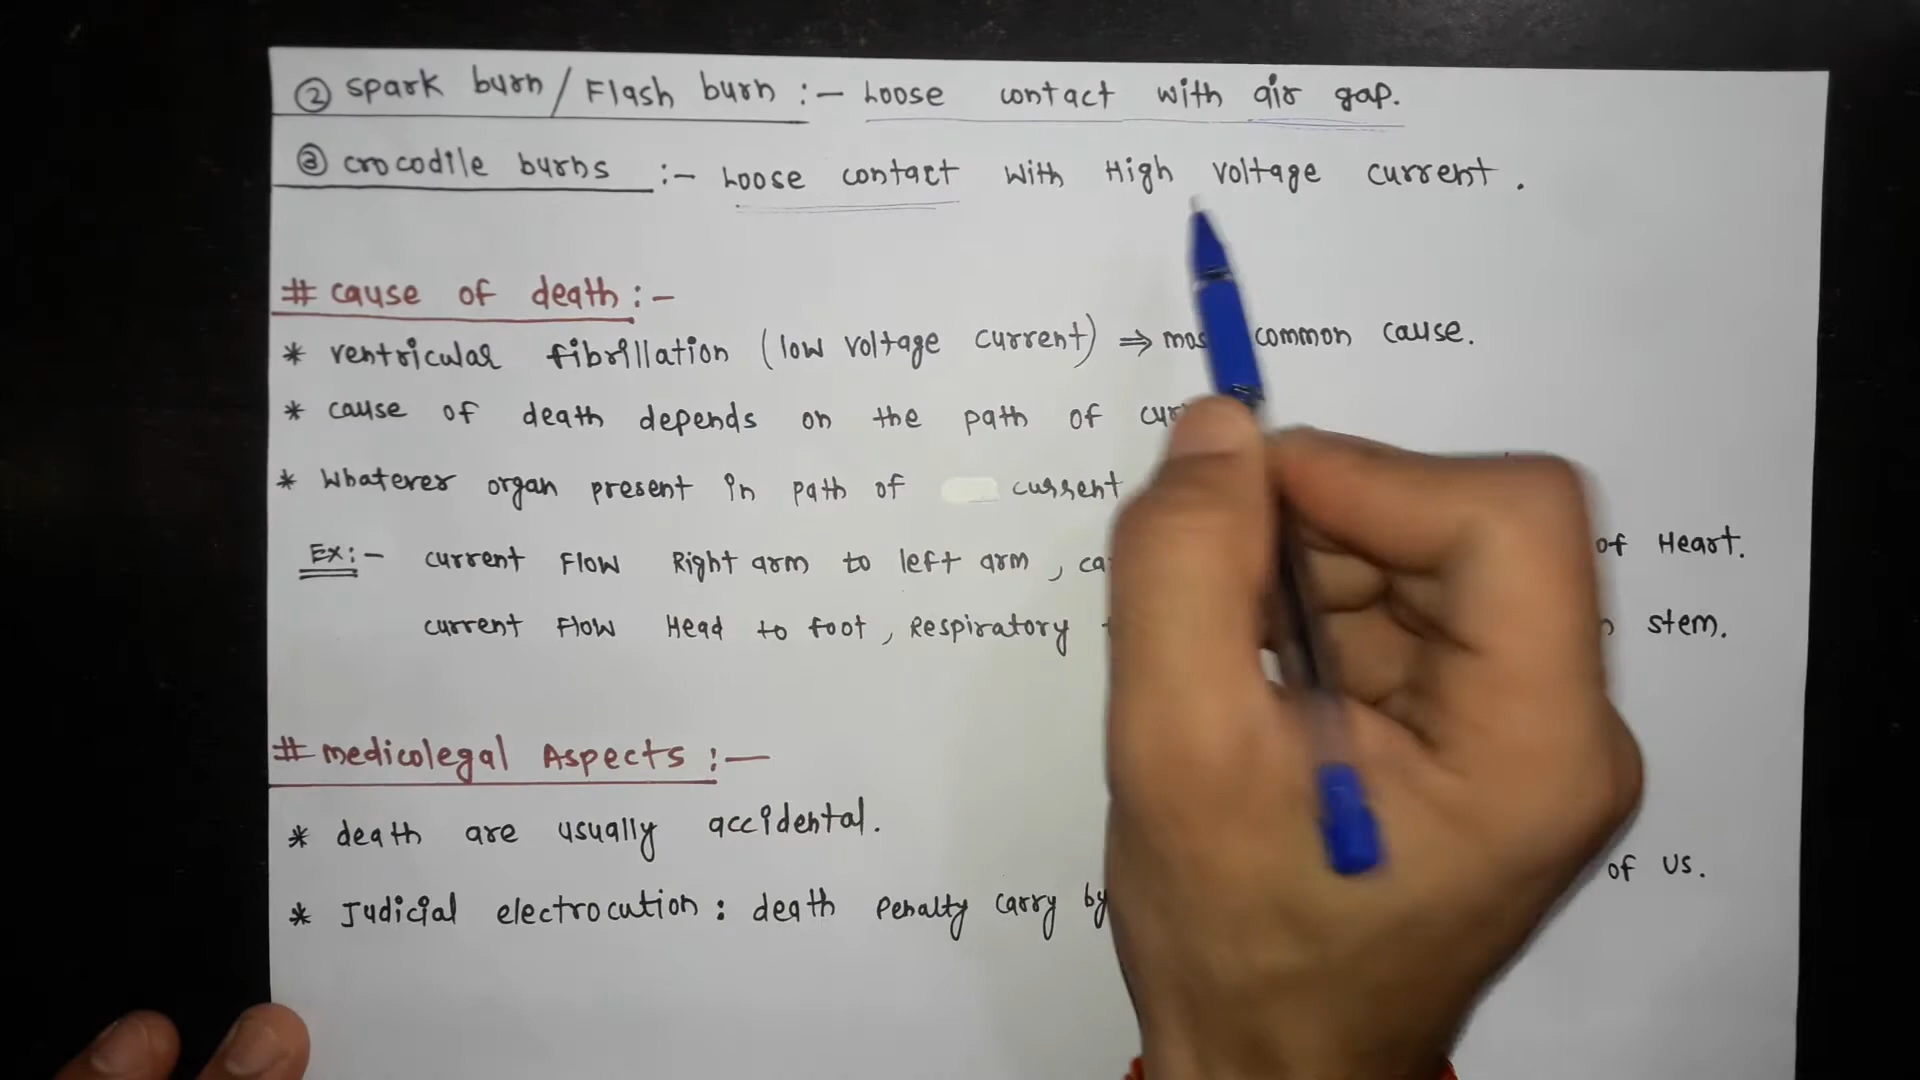 ② spark burn / Flash burn :- Loose contact with air gap.
③ crocodile burns :- Loose contact with High voltage current.
# cause of death :-
* ventricular fibrillation (low voltage current) ⇒ common cause.
* cause of death depends on the path of
* Whatever organ present in path of current
Ex:- current Flow Right arm to left arm, of Heart.
current Flow Head to foot, Respiratory stem.
# medicolegal Aspects :-
* death are usually accidental.
* Judicial electrocution : death penalty carry by of US.